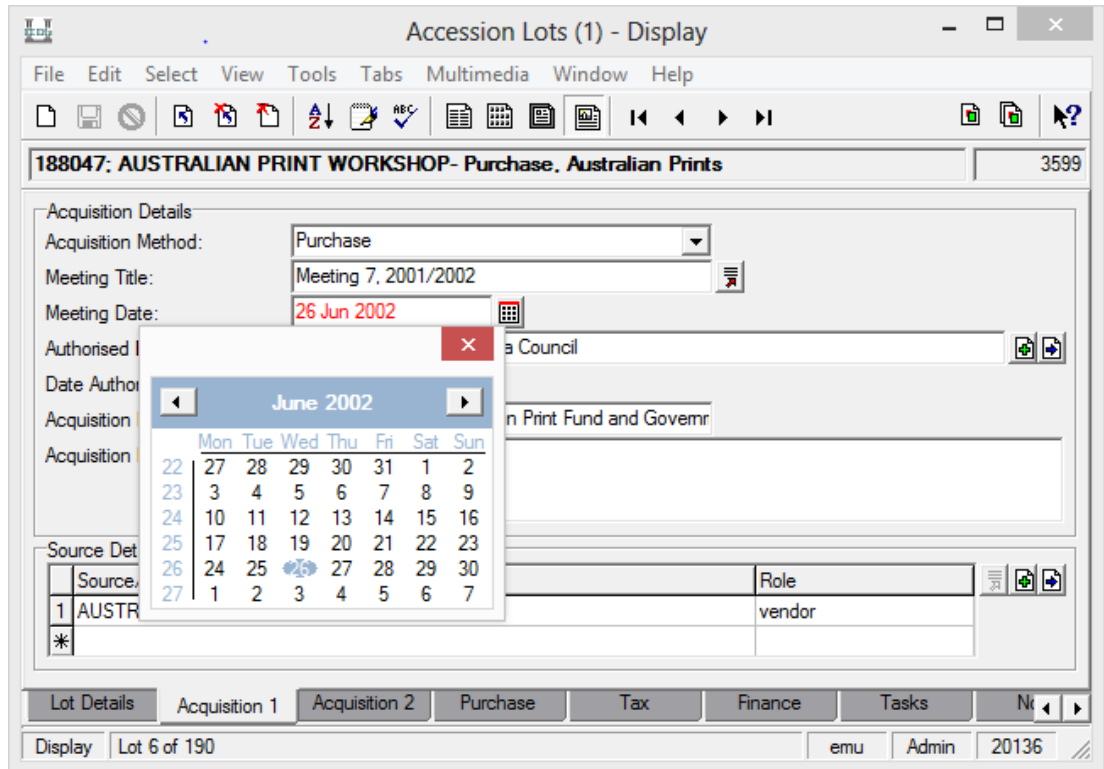 Accession Lots (1) - Display
File Edit Select View Tools Tabs Multimedia Window Help
188047; AUSTRALIAN PRINT WORKSHOP- Purchase, Australian Prints 3599
Acquisition Details
Acquisition Method: Purchase
Meeting Title: Meeting 7, 2001/2002
Meeting Date: 26 Jun 2002
Authorised a Council
Date Author
Acquisition n Print Fund and Governm
Acquisition
June 2002
Mon Tue Wed Thu Fri Sat Sun
22 27 28 29 30 31 1 2
23 3 4 5 6 7 8 9
24 10 11 12 13 14 15 16
25 17 18 19 20 21 22 23
26 24 25 26 27 28 29 30
27 1 2 3 4 5 6 7
Source Det
Source/ Role
1 AUSTR vendor
Lot Details Acquisition 1 Acquisition 2 Purchase Tax Finance Tasks No
Display Lot 6 of 190 emu Admin 20136